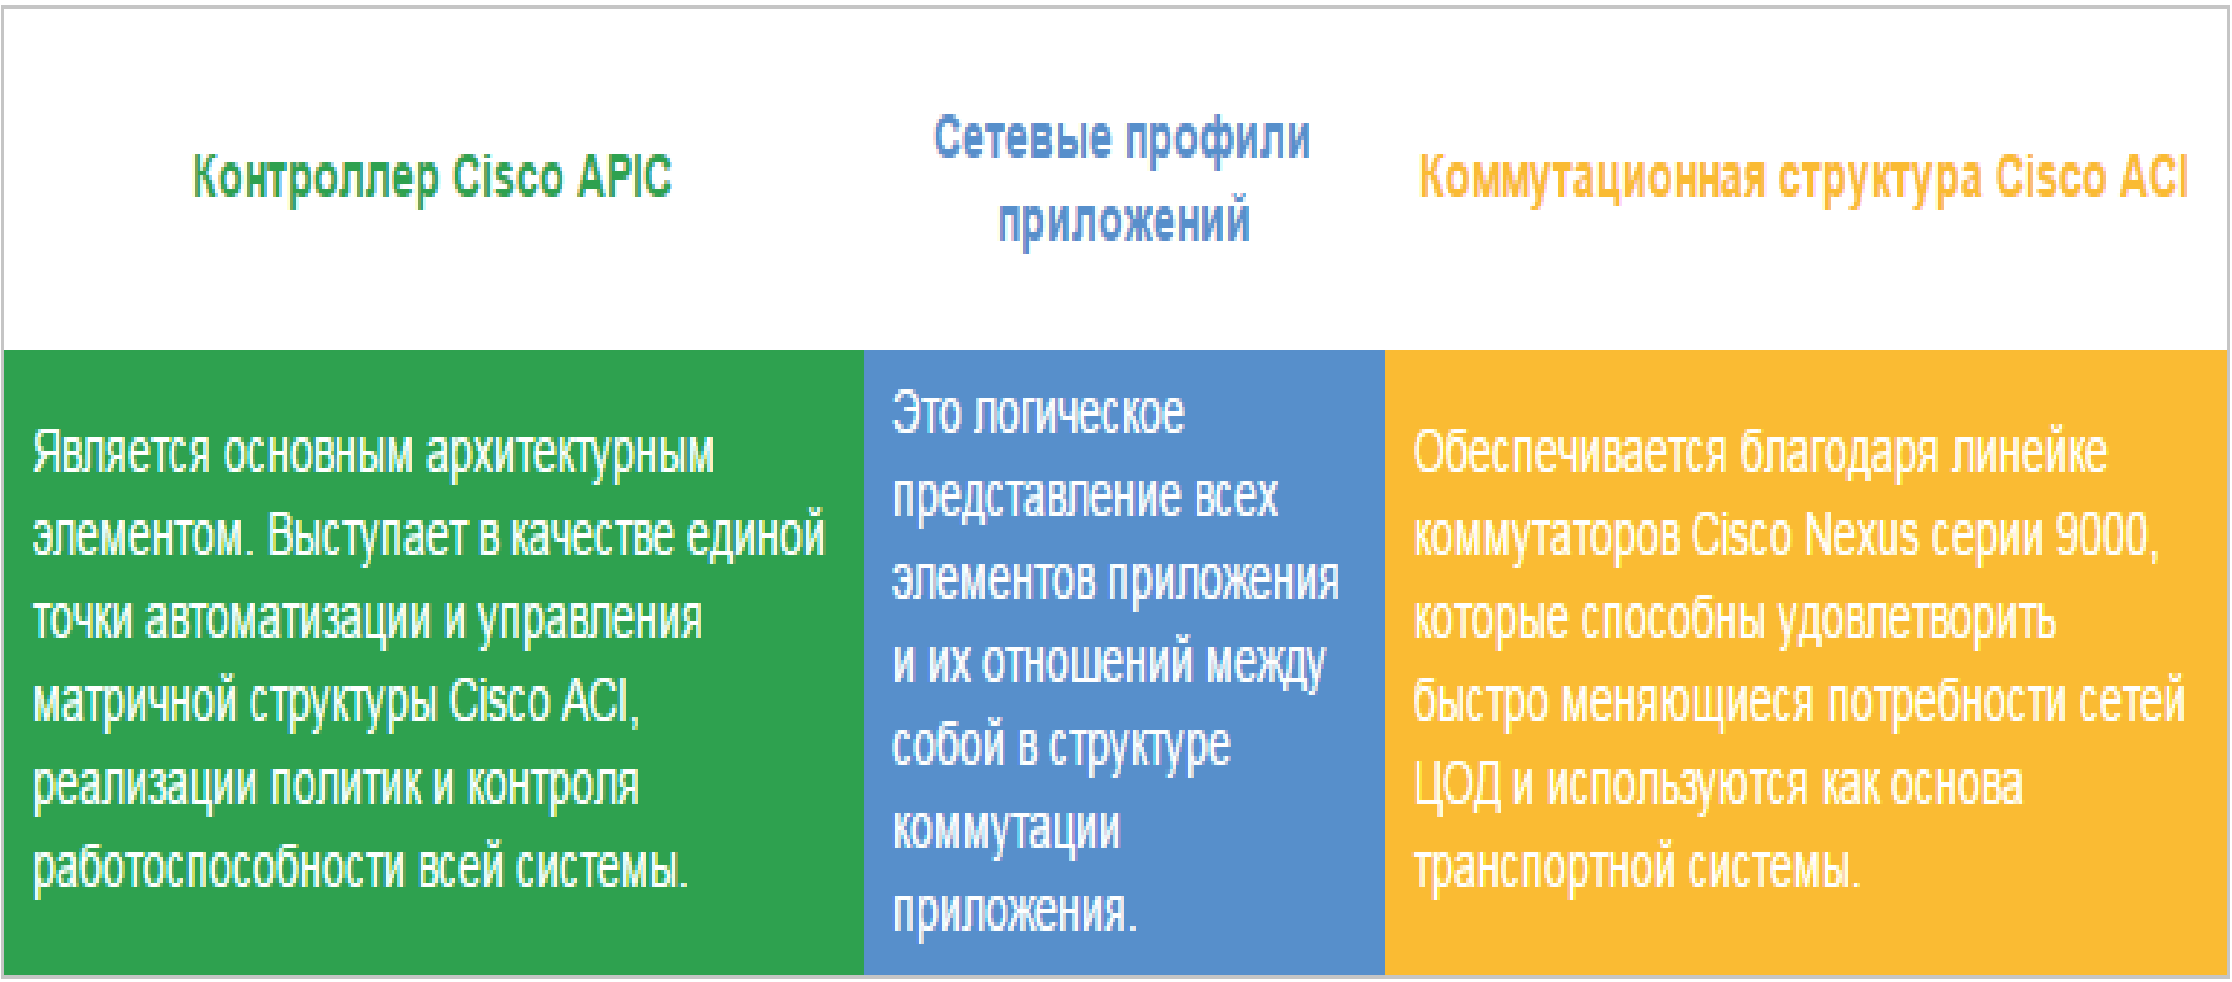 Контроллер Cisco APIC
Сетевые профили
приложений
Коммутационная структура Cisco ACI
Является основным архитектурным
элементом. Выступает в качестве единой
точки автоматизации и управления
матричной структуры Cisco ACI,
реализации политик и контроля
работоспособности всей системы.
Это логическое
представление всех
элементов приложения
и их отношений между
собой в структуре
коммутации
приложения.
Обеспечивается благодаря линейке
коммутаторов Cisco Nexus серии 9000,
которые способны удовлетворить
быстро меняющиеся потребности сетей
ЦОД и используются как основа
транспортной системы.